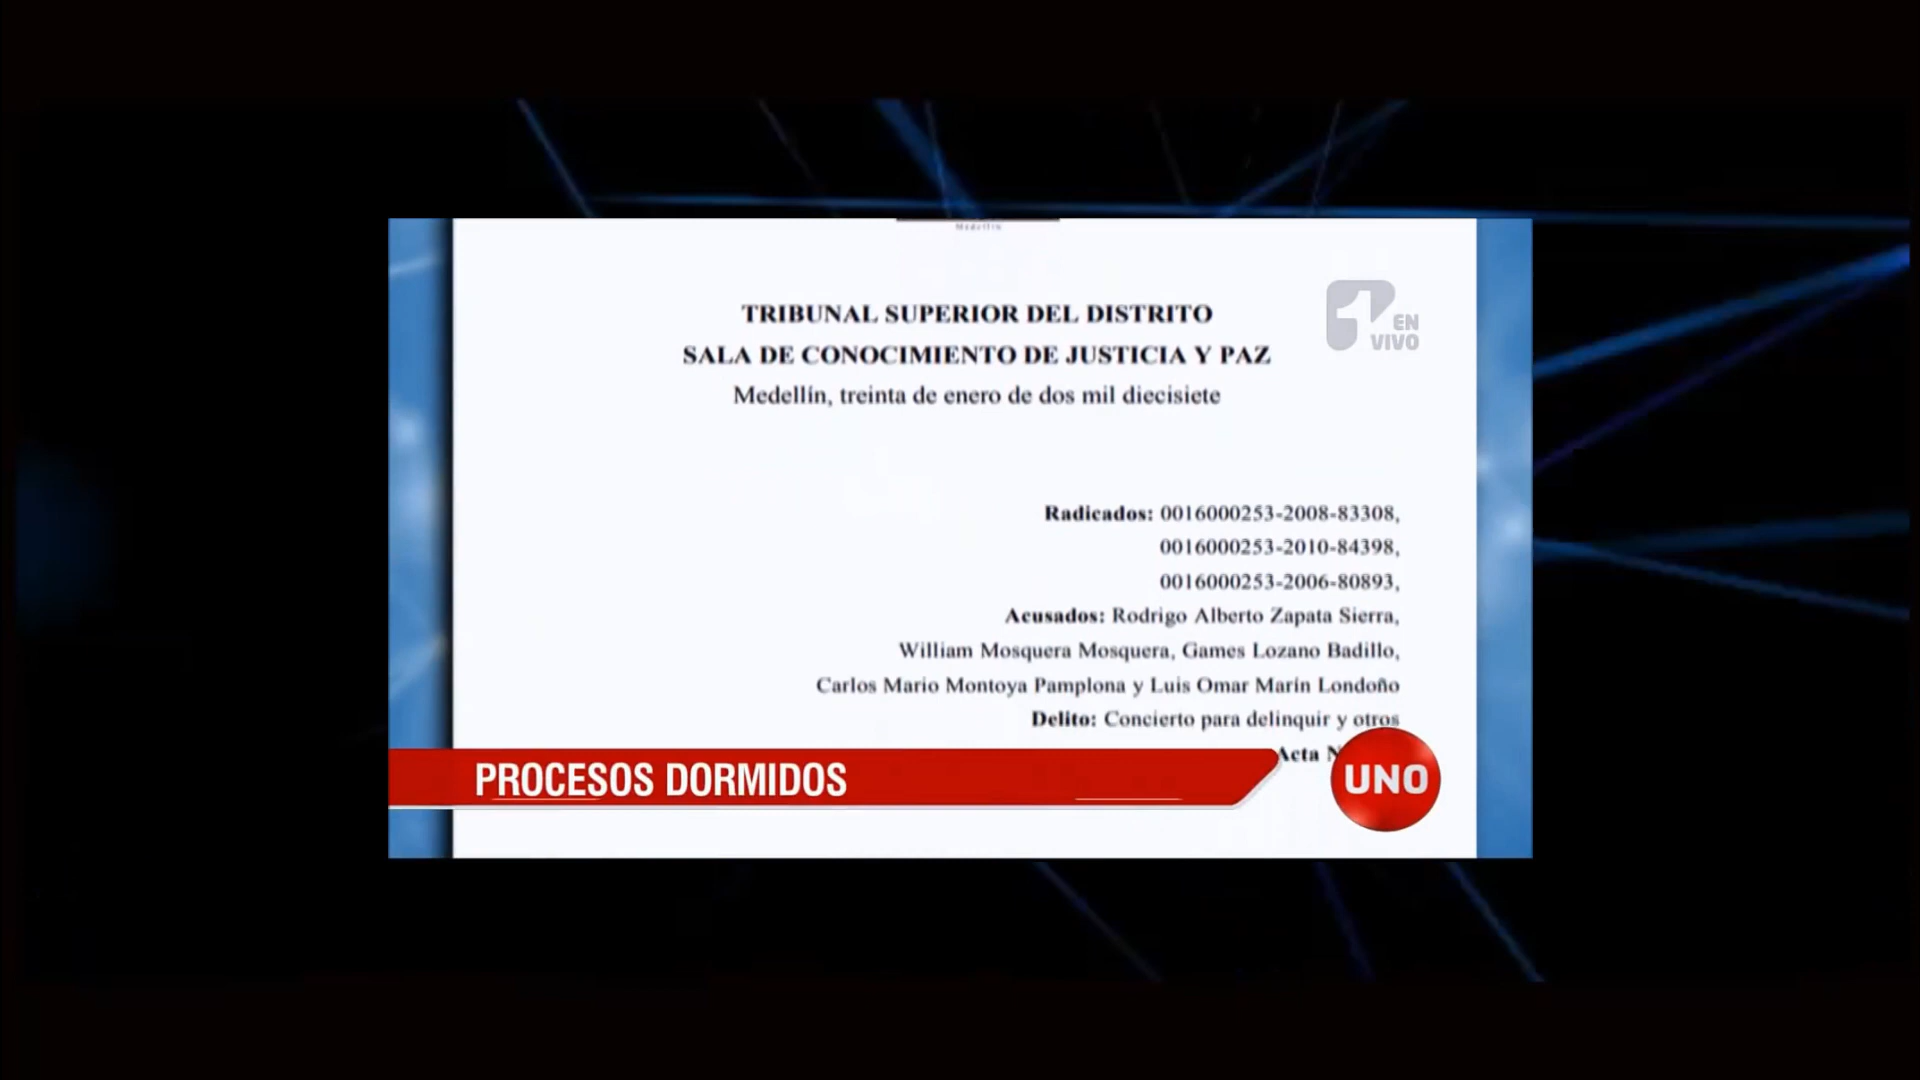 Medellín
TRIBUNAL SUPERIOR DEL DISTRITO
SALA DE CONOCIMIENTO DE JUSTICIA Y PAZ
Medellín, treinta de enero de dos mil diecisiete
1 EN
VIVO
Radicados: 0016000253-2008-83308,
0016000253-2010-84398,
0016000253-2006-80893,
Acusados: Rodrigo Alberto Zapata Sierra,
William Mosquera Mosquera, Games Lozano Badillo,
Carlos Mario Montoya Pamplona y Luis Omar Marín Londoño
Delito: Concierto para delinquir y otros
Acta N
PROCESOS DORMIDOS
UNO